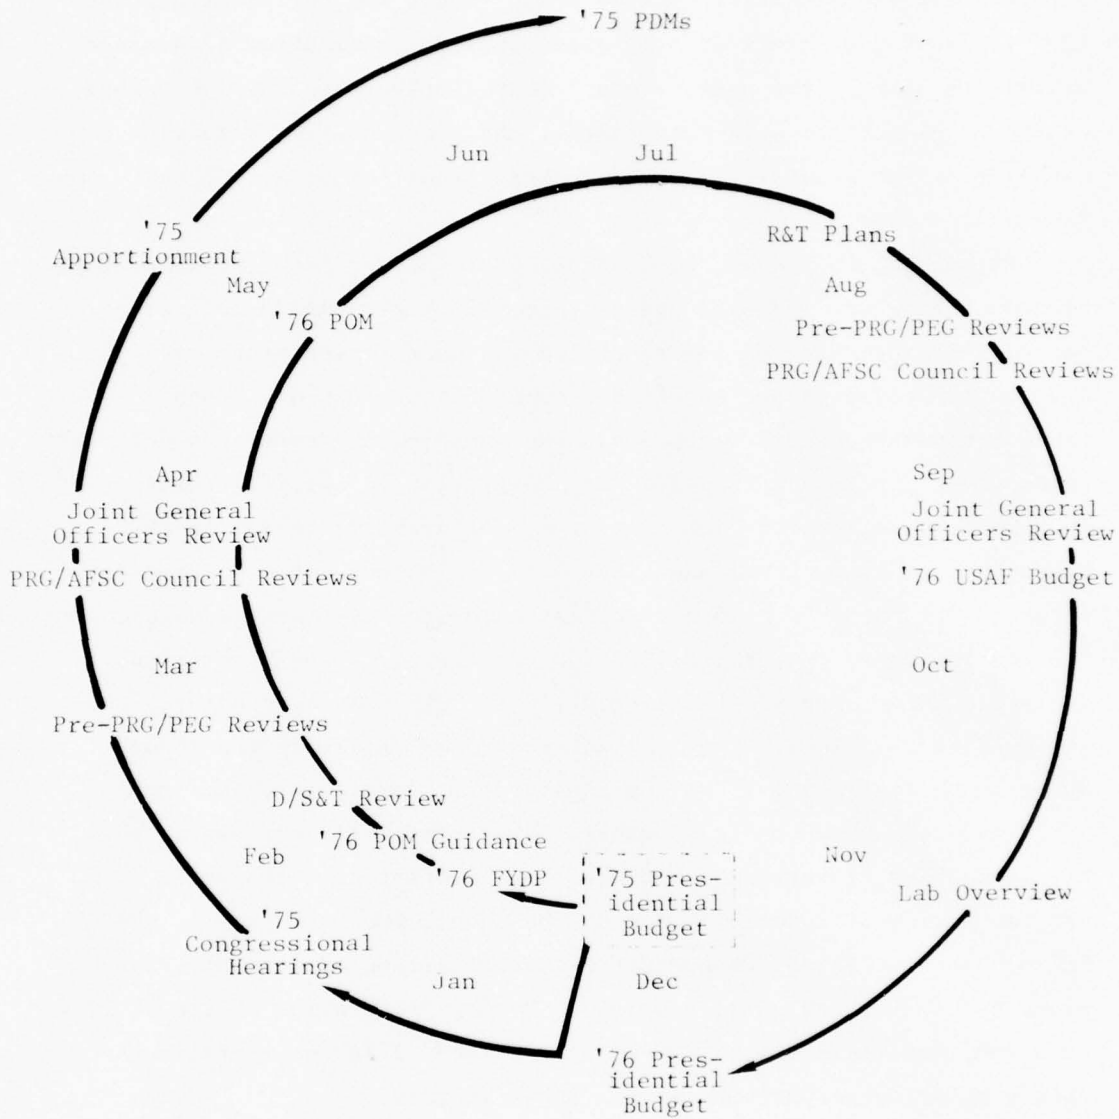 '75 PDMs
Jun
Jul
'75
Apportionment
R&T Plans
May
Aug
'76 POM
Pre-PRG/PEG Reviews
PRG/AFSC Council Reviews
Apr
Sep
Joint General
Officers Review
Joint General
Officers Review
PRG/AFSC Council Reviews
'76 USAF Budget
Mar
Oct
Pre-PRG/PEG Reviews
D/S&T Review
'76 POM Guidance
Feb
Nov
'76 FYDP
'75 Pres-
idential
Budget
Lab Overview
'75
Congressional
Hearings
Jan
Dec
'76 Pres-
idential
Budget